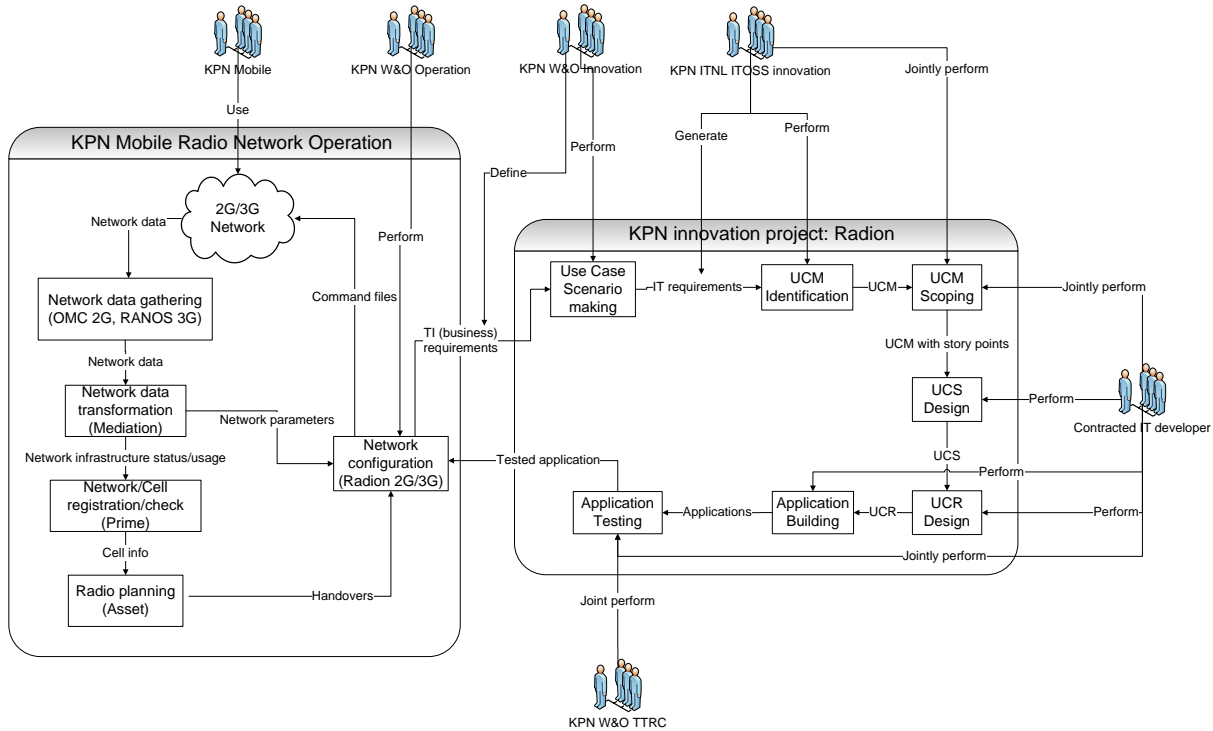 KPN Mobile
KPN W&O Operation
KPN W&O Innovation
KPN ITNL ITOSS innovation
Jointly perform
Use
Generate
Perform
KPN Mobile Radio Network Operation
Perform
Define
2G/3G
Network
Network data
Perform
KPN innovation project: Radion
Use Case
Scenario
making
IT requirements
UCM
Identification
UCM
UCM
Scoping
Jointly perform
Network data gathering
(OMC 2G, RANOS 3G)
Command files
TI (business)
requirements
UCM with story points
Network data
Network data
transformation
(Mediation)
Network parameters
UCS
Design
Perform
Contracted IT developer
Network infrastructure status/usage
Network
configuration
(Radion 2G/3G)
Tested application
UCS
Perform
Network/Cell
registration/check
(Prime)
Application
Testing
Applications
Application
Building
UCR
UCR
Design
Perform
Cell info
Jointly perform
Radio planning
(Asset)
Handovers
Joint perform
KPN W&O TTRC